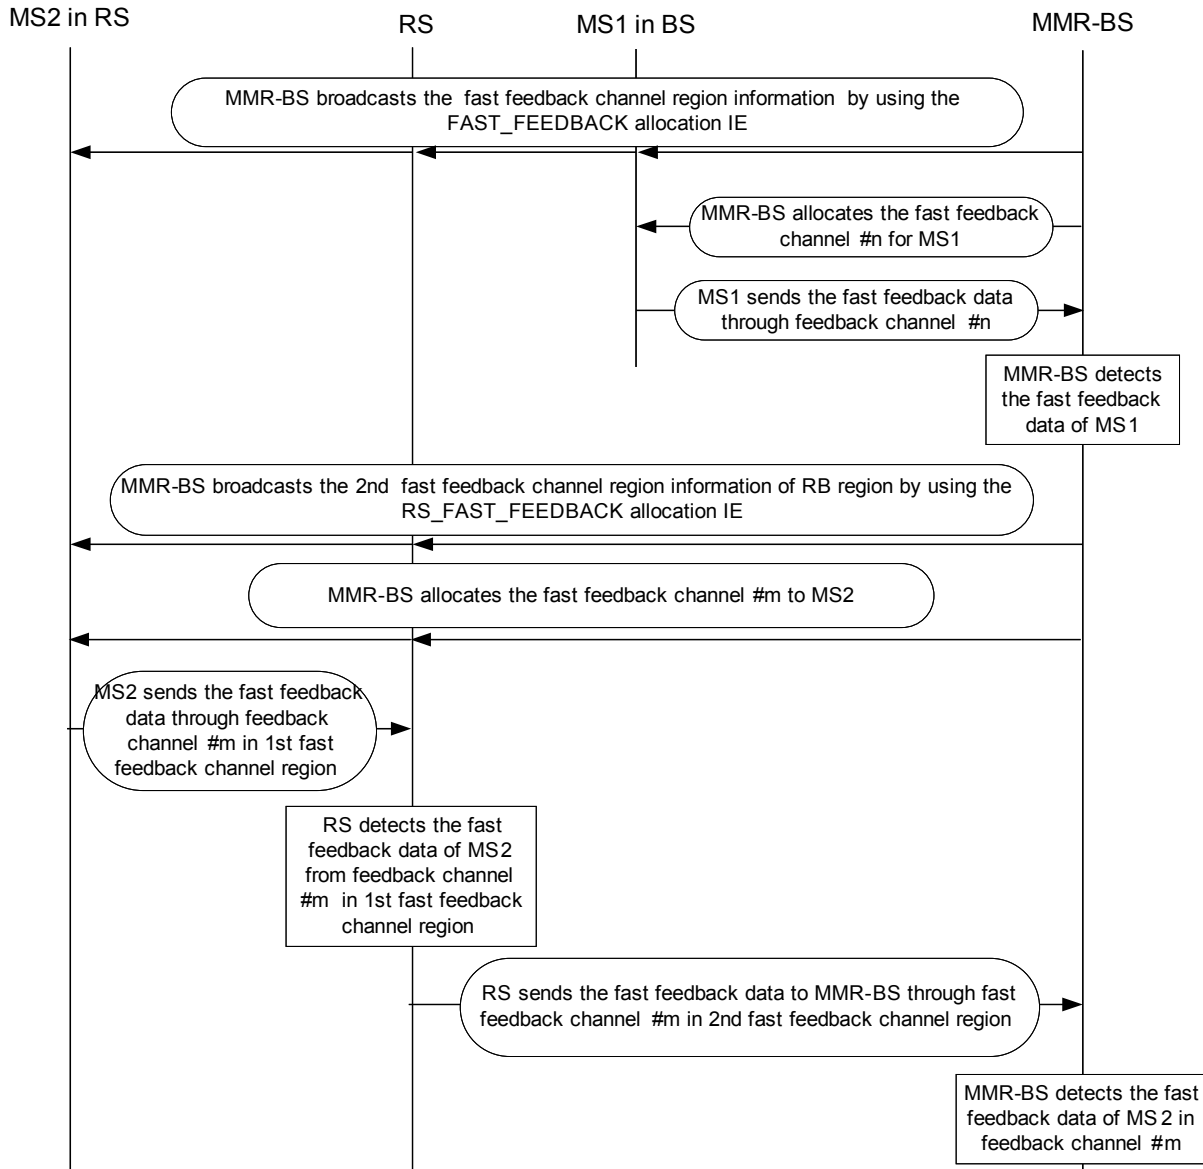 MS2 in RS
RS
MS1 in BS
MMR-BS
MMR-BS broadcasts the fast feedback channel region information by using the
FAST_FEEDBACK allocation IE
MMR-BS allocates the fast feedback
channel #n for MS1
MS1 sends the fast feedback data
through feedback channel #n
MMR-BS detects
the fast feedback
data of MS1
MMR-BS broadcasts the 2nd fast feedback channel region information of RB region by using the
RS_FAST_FEEDBACK allocation IE
MMR-BS allocates the fast feedback channel #m to MS2
MS2 sends the fast feedback
data through feedback
channel #m in 1st fast
feedback channel region
RS detects the fast
feedback data of MS2
from feedback channel
#m in 1st fast feedback
channel region
RS sends the fast feedback data to MMR-BS through fast
feedback channel #m in 2nd fast feedback channel region
MMR-BS detects the fast
feedback data of MS2 in
feedback channel #m